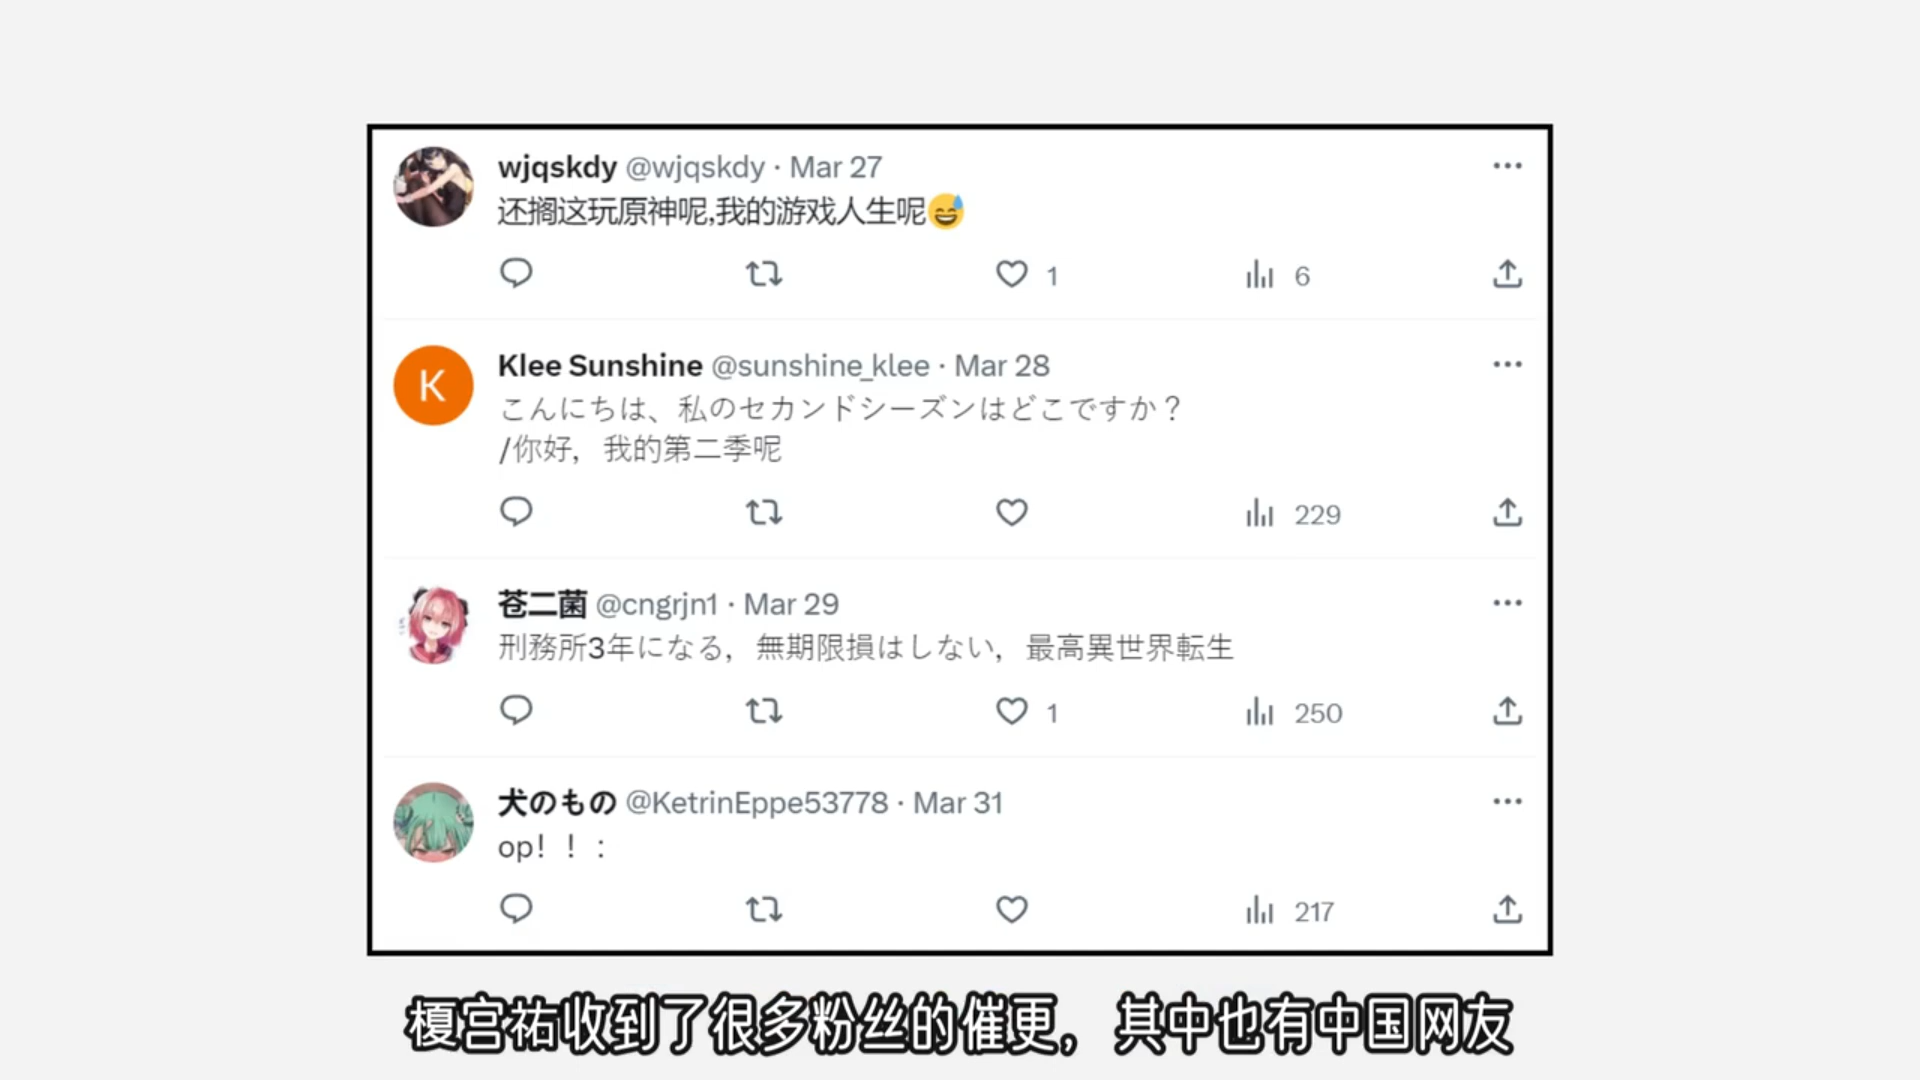 wjqskdy @wjqskdy · Mar 27
还搁这玩原神呢,我的游戏人生呢😅
1
6
K
Klee Sunshine @sunshine_klee · Mar 28
こんにちは、私のセカンドシーズンはどこですか？
/你好，我的第二季呢
229
苍二菌 @cngrjn1 · Mar 29
刑務所3年になる，無期限損はしない，最高異世界転生
1
250
犬のもの @KetrinEppe53778 · Mar 31
op！！：
217
榎宫祐收到了很多粉丝的催更，其中也有中国网友